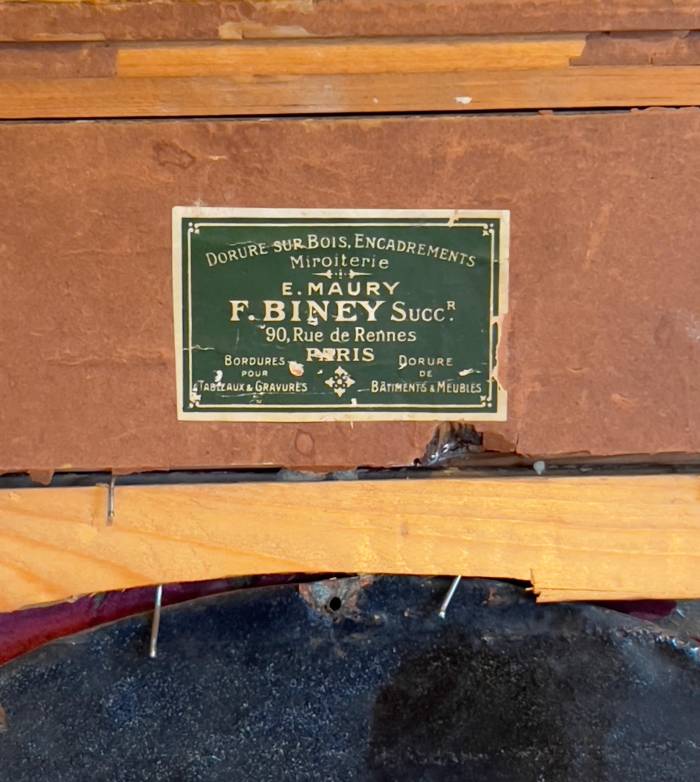 DORURE SUR BOIS, ENCADREMENTS
Miroiterie
E. MAURY
F. BINEY SUCC.R
90, Rue de Rennes
PARIS
BORDURES
POUR
TABLEAUX & GRAVURES
DORURE
DE
BÂTIMENTS & MEUBLES